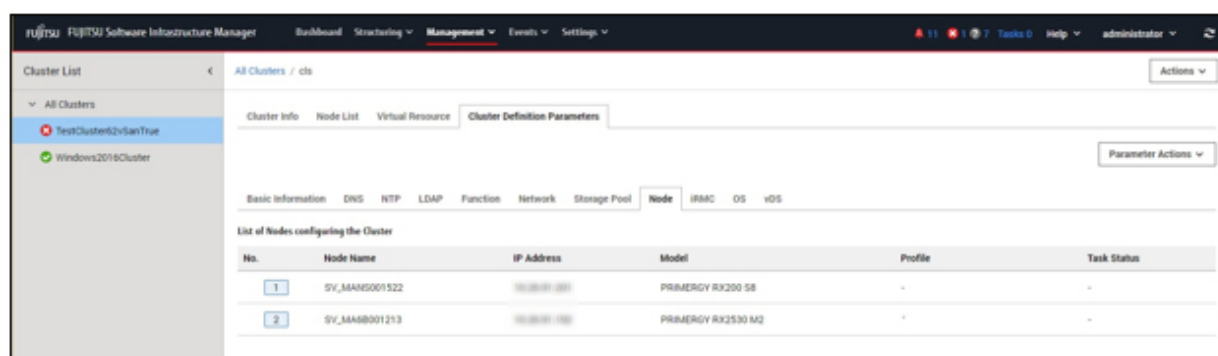 FUJITSU FUJITSU Software Infrastructure Manager Dashboard Structuring Management Events Settings 11 1 7 Tasks 0 Help administrator
Cluster List All Clusters / cls Actions
All Clusters
Cluster Info Node List Virtual Resource Cluster Definition Parameters
TestCluster62vSanTrue
Windows2016Cluster Parameter Actions
Basic Information DNS NTP LDAP Function Network Storage Pool Node iRMC OS vDS
List of Nodes configuring the Cluster
No. Node Name IP Address Model Profile Task Status
1 SV_MANS001522 PRIMERGY RX200 S8 - -
2 SV_MA6B001213 PRIMERGY RX2530 M2 - -